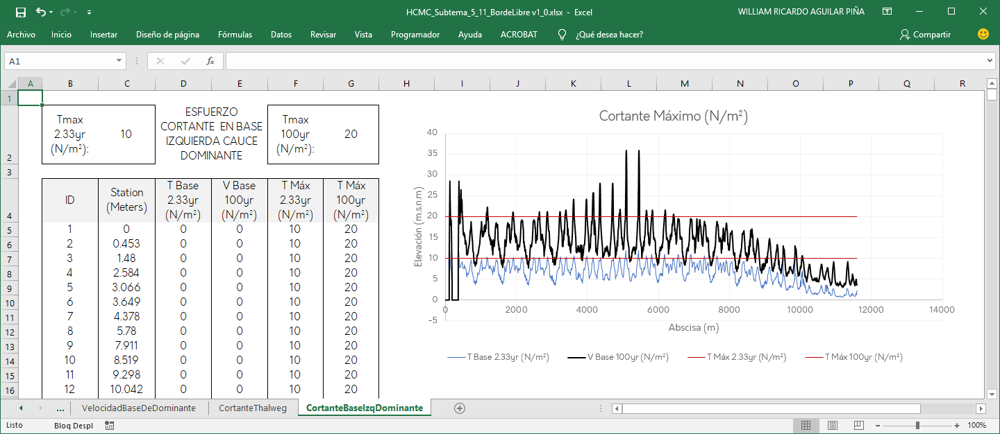 HCMC_Subtema_5_11_BordeLibre v1_0.xlsx - Excel
WILLIAM RICARDO AGUILAR PIÑA
Archivo Inicio Insertar Diseño de página Fórmulas Datos Revisar Vista Programador Ayuda ACROBAT ¿Qué desea hacer? Compartir
A1 fx
A B C D E F G H I J K L M N O P Q R
1
2
3
4
5
6
7
8
9
10
11
12
13
14
15
16
Tmax
2.33yr
(N/m²):
10
ESFUERZO
CORTANTE EN BASE
IZQUIERDA CAUCE
DOMINANTE
Tmax
100yr
(N/m²):
20
ID
Station
(Meters)
T Base
2.33yr
(N/m²)
V Base
100yr
(N/m²)
T Máx
2.33yr
(N/m²)
T Máx
100yr
(N/m²)
1 0 0 0 10 20
2 0.453 0 0 10 20
3 1.48 0 0 10 20
4 2.584 0 0 10 20
5 3.066 0 0 10 20
6 3.649 0 0 10 20
7 4.378 0 0 10 20
8 5.78 0 0 10 20
9 7.911 0 0 10 20
10 8.519 0 0 10 20
11 9.298 0 0 10 20
12 10.042 0 0 10 20
Cortante Máximo (N/m²)
Elevación (m.s.n.m)
40
35
30
25
20
15
10
5
0
-5
0 2000 4000 6000 8000 10000 12000 14000
Abscisa (m)
T Base 2.33yr (N/m²) V Base 100yr (N/m²) T Máx 2.33yr (N/m²) T Máx 100yr (N/m²)
... VelocidadBaseDeDominante CortanteThalweg CortanteBaseIzqDominante
Listo Bloq Despl 100%